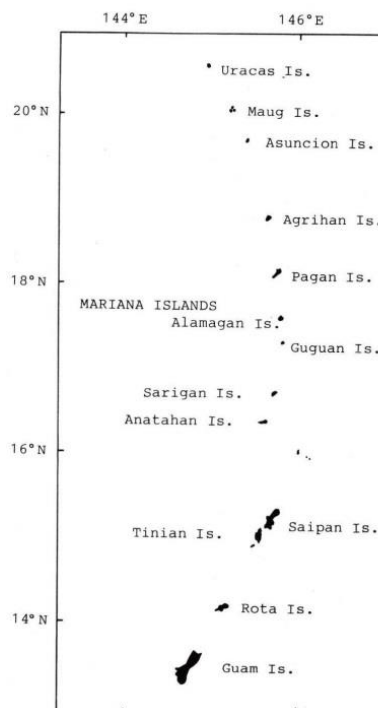 144°E 146°E
Uracas Is.
20°N
Maug Is.
Asuncion Is.
Agrihan Is.
Pagan Is.
18°N
MARIANA ISLANDS
Alamagan Is.
Guguan Is.
Sarigan Is.
Anatahan Is.
16°N
Saipan Is.
Tinian Is.
Rota Is.
14°N
Guam Is.